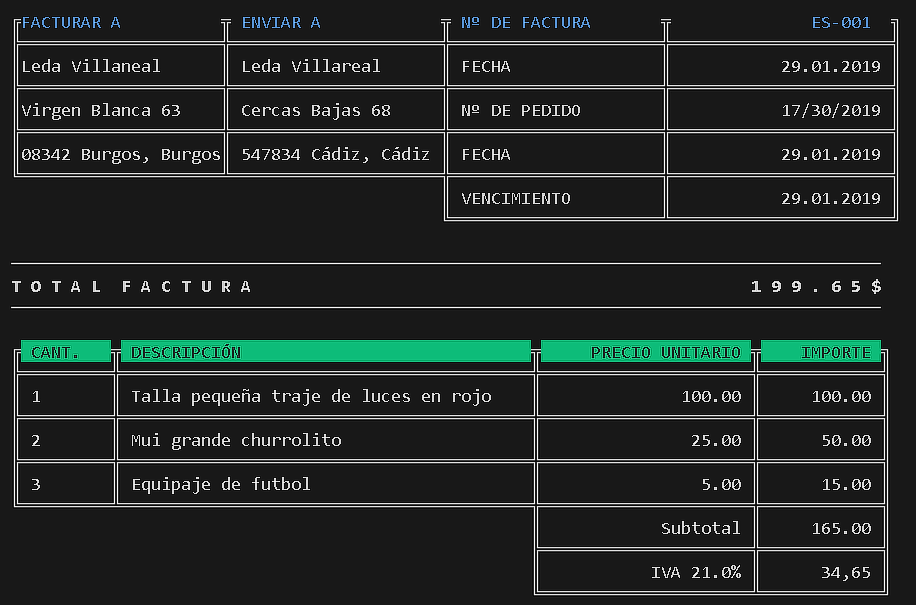 FACTURAR A ENVIAR A Nº DE FACTURA ES-001
Leda Villaneal Leda Villareal FECHA 29.01.2019
Virgen Blanca 63 Cercas Bajas 68 Nº DE PEDIDO 17/30/2019
08342 Burgos, Burgos 547834 Cádiz, Cádiz FECHA 29.01.2019
VENCIMIENTO 29.01.2019
TOTAL FACTURA 199.65$
CANT. DESCRIPCIÓN PRECIO UNITARIO IMPORTE
1 Talla pequeña traje de luces en rojo 100.00 100.00
2 Mui grande churrolito 25.00 50.00
3 Equipaje de futbol 5.00 15.00
Subtotal 165.00
IVA 21.0% 34,65